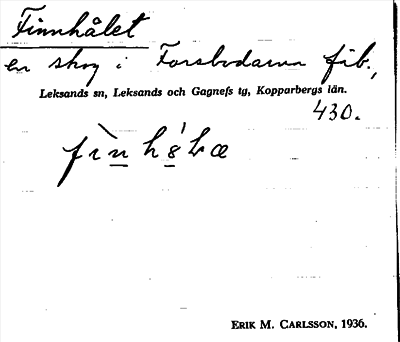 Finnhålet
en skog i Forsbodarna fäb.,
Leksands sn, Leksands och Gagnefs tg, Kopparbergs län.
430.
ERIK M. CARLSSON, 1936.